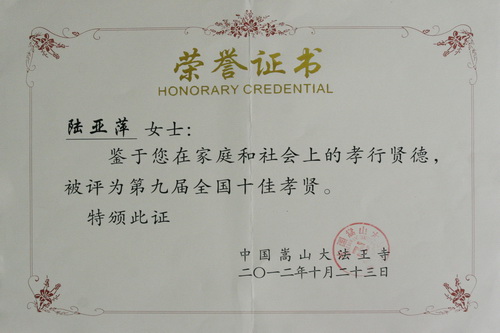 荣誉证书
HONORARY CREDENTIAL
陆亚萍 女士：
鉴于您在家庭和社会上的孝行贤德，
被评为第九届全国十佳孝贤。
特颁此证
中国嵩山大法王寺
二〇一二年十月二十三日